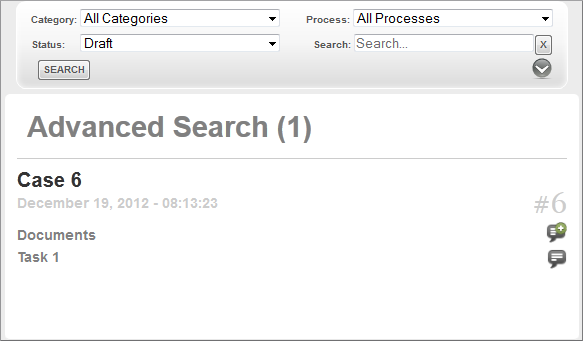 Category: All Categories Process: All Processes
Status: Draft Search: Search... X
SEARCH
Advanced Search (1)
Case 6
December 19, 2012 - 08:13:23 #6
Documents
Task 1